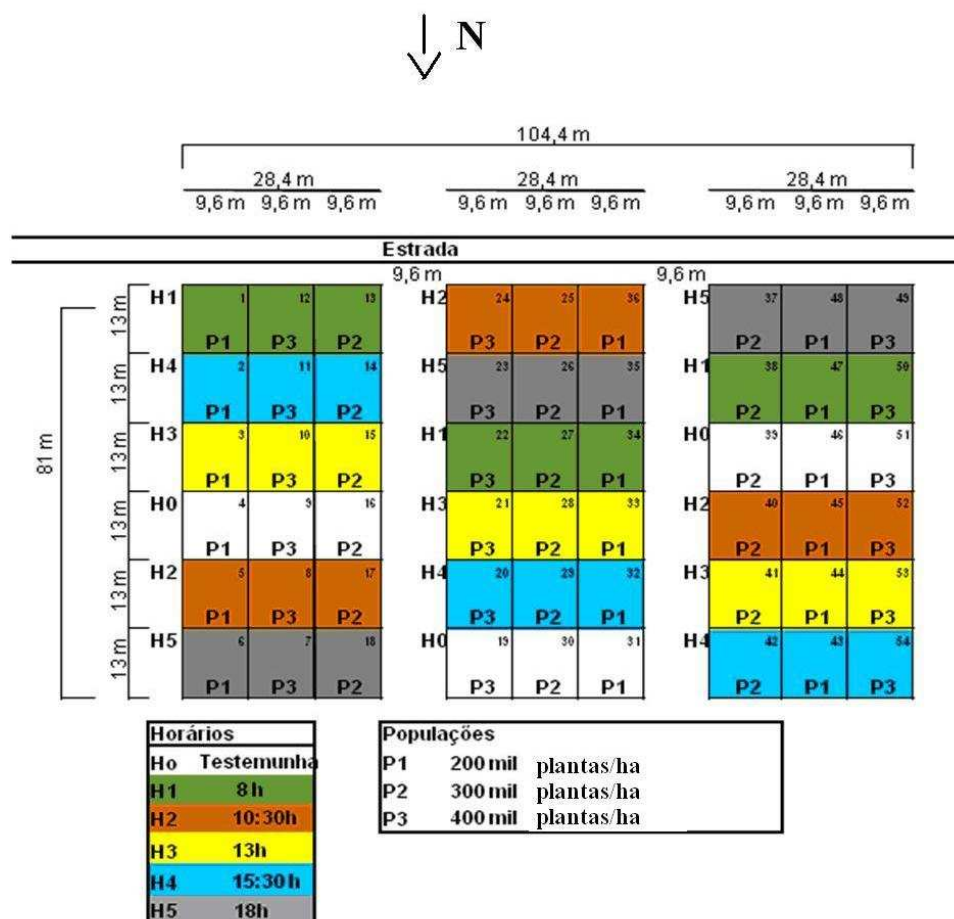 N
104,4 m
28,4 m 28,4 m 28,4 m
9,6 m 9,6 m 9,6 m 9,6 m 9,6 m 9,6 m 9,6 m 9,6 m 9,6 m
Estrada
9,6 m 9,6 m
81 m
13 m H1 1 12 13 H2 24 25 36 H5 37 48 49
P1 P3 P2 P3 P2 P1 P2 P1 P3
13 m H4 2 11 14 H5 23 26 35 H1 38 47 50
P1 P3 P2 P3 P2 P1 P2 P1 P3
13 m H3 3 10 15 H1 22 27 34 H0 39 46 51
P1 P3 P2 P3 P2 P1 P2 P1 P3
13 m H0 4 9 16 H3 21 28 33 H2 40 45 52
P1 P3 P2 P3 P2 P1 P2 P1 P3
13 m H2 5 8 17 H4 20 29 32 H3 41 44 53
P1 P3 P2 P3 P2 P1 P2 P1 P3
13 m H5 6 7 18 H0 19 30 31 H4 42 43 54
P1 P3 P2 P3 P2 P1 P2 P1 P3
Horários
Ho Testemunha
H1 8 h
H2 10:30h
H3 13h
H4 15:30 h
H5 18h
Populações
P1 200 mil plantas/ha
P2 300 mil plantas/ha
P3 400 mil plantas/ha